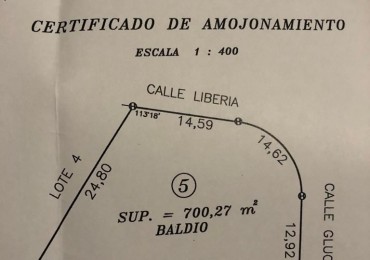 CERTIFICADO DE AMOJONAMIENTO
ESCALA 1 : 400
CALLE LIBERIA
113°18'
14,59
14,62
LOTE 4
24,80
5
SUP. = 700,27 m²
BALDIO
CALLE GLUC
12,92